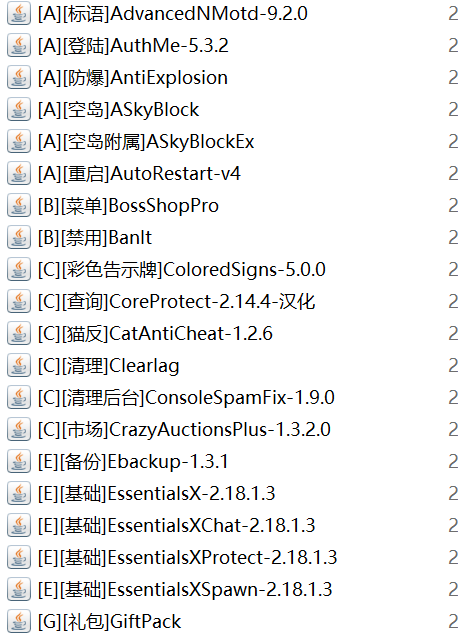 [A][标语]AdvancedNMotd-9.2.0 2
[A][登陆]AuthMe-5.3.2 2
[A][防爆]AntiExplosion 2
[A][空岛]ASkyBlock 2
[A][空岛附属]ASkyBlockEx 2
[A][重启]AutoRestart-v4 2
[B][菜单]BossShopPro 2
[B][禁用]BanIt 2
[C][彩色告示牌]ColoredSigns-5.0.0 2
[C][查询]CoreProtect-2.14.4-汉化 2
[C][猫反]CatAntiCheat-1.2.6 2
[C][清理]Clearlag 2
[C][清理后台]ConsoleSpamFix-1.9.0 2
[C][市场]CrazyAuctionsPlus-1.3.2.0 2
[E][备份]Ebackup-1.3.1 2
[E][基础]EssentialsX-2.18.1.3 2
[E][基础]EssentialsXChat-2.18.1.3 2
[E][基础]EssentialsXProtect-2.18.1.3 2
[E][基础]EssentialsXSpawn-2.18.1.3 2
[G][礼包]GiftPack 2